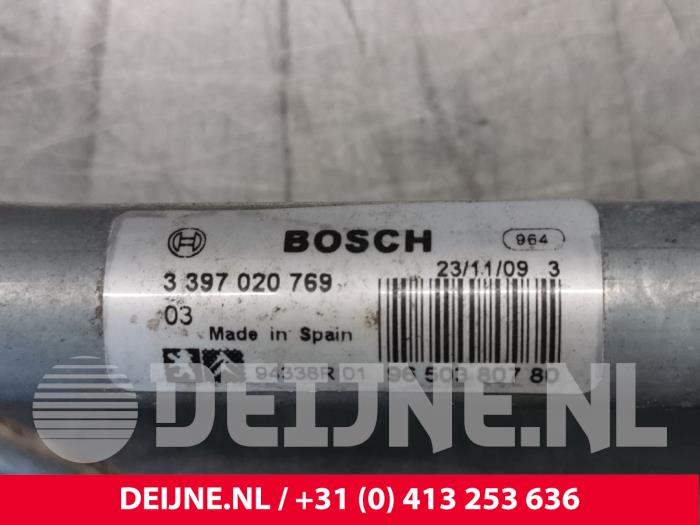 BOSCH 964
23/11/09 3
3 397 020 769
03
Made in Spain
94338R 01 96 503 807 80
DEIJNE.NL
DEIJNE.NL / +31 (0) 413 253 636